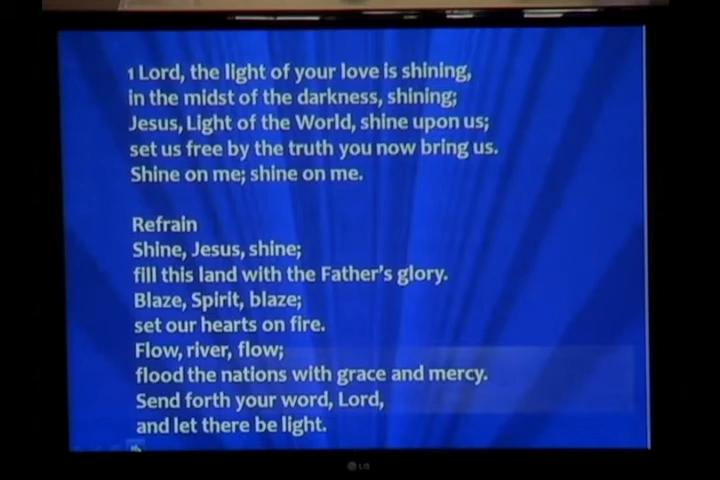 1 Lord, the light of your love is shining,
in the midst of the darkness, shining;
Jesus, Light of the World, shine upon us;
set us free by the truth you now bring us.
Shine on me; shine on me.
Refrain
Shine, Jesus, shine;
fill this land with the Father's glory.
Blaze, Spirit, blaze;
set our hearts on fire.
Flow, river, flow;
flood the nations with grace and mercy.
Send forth your word, Lord,
and let there be light.
LG